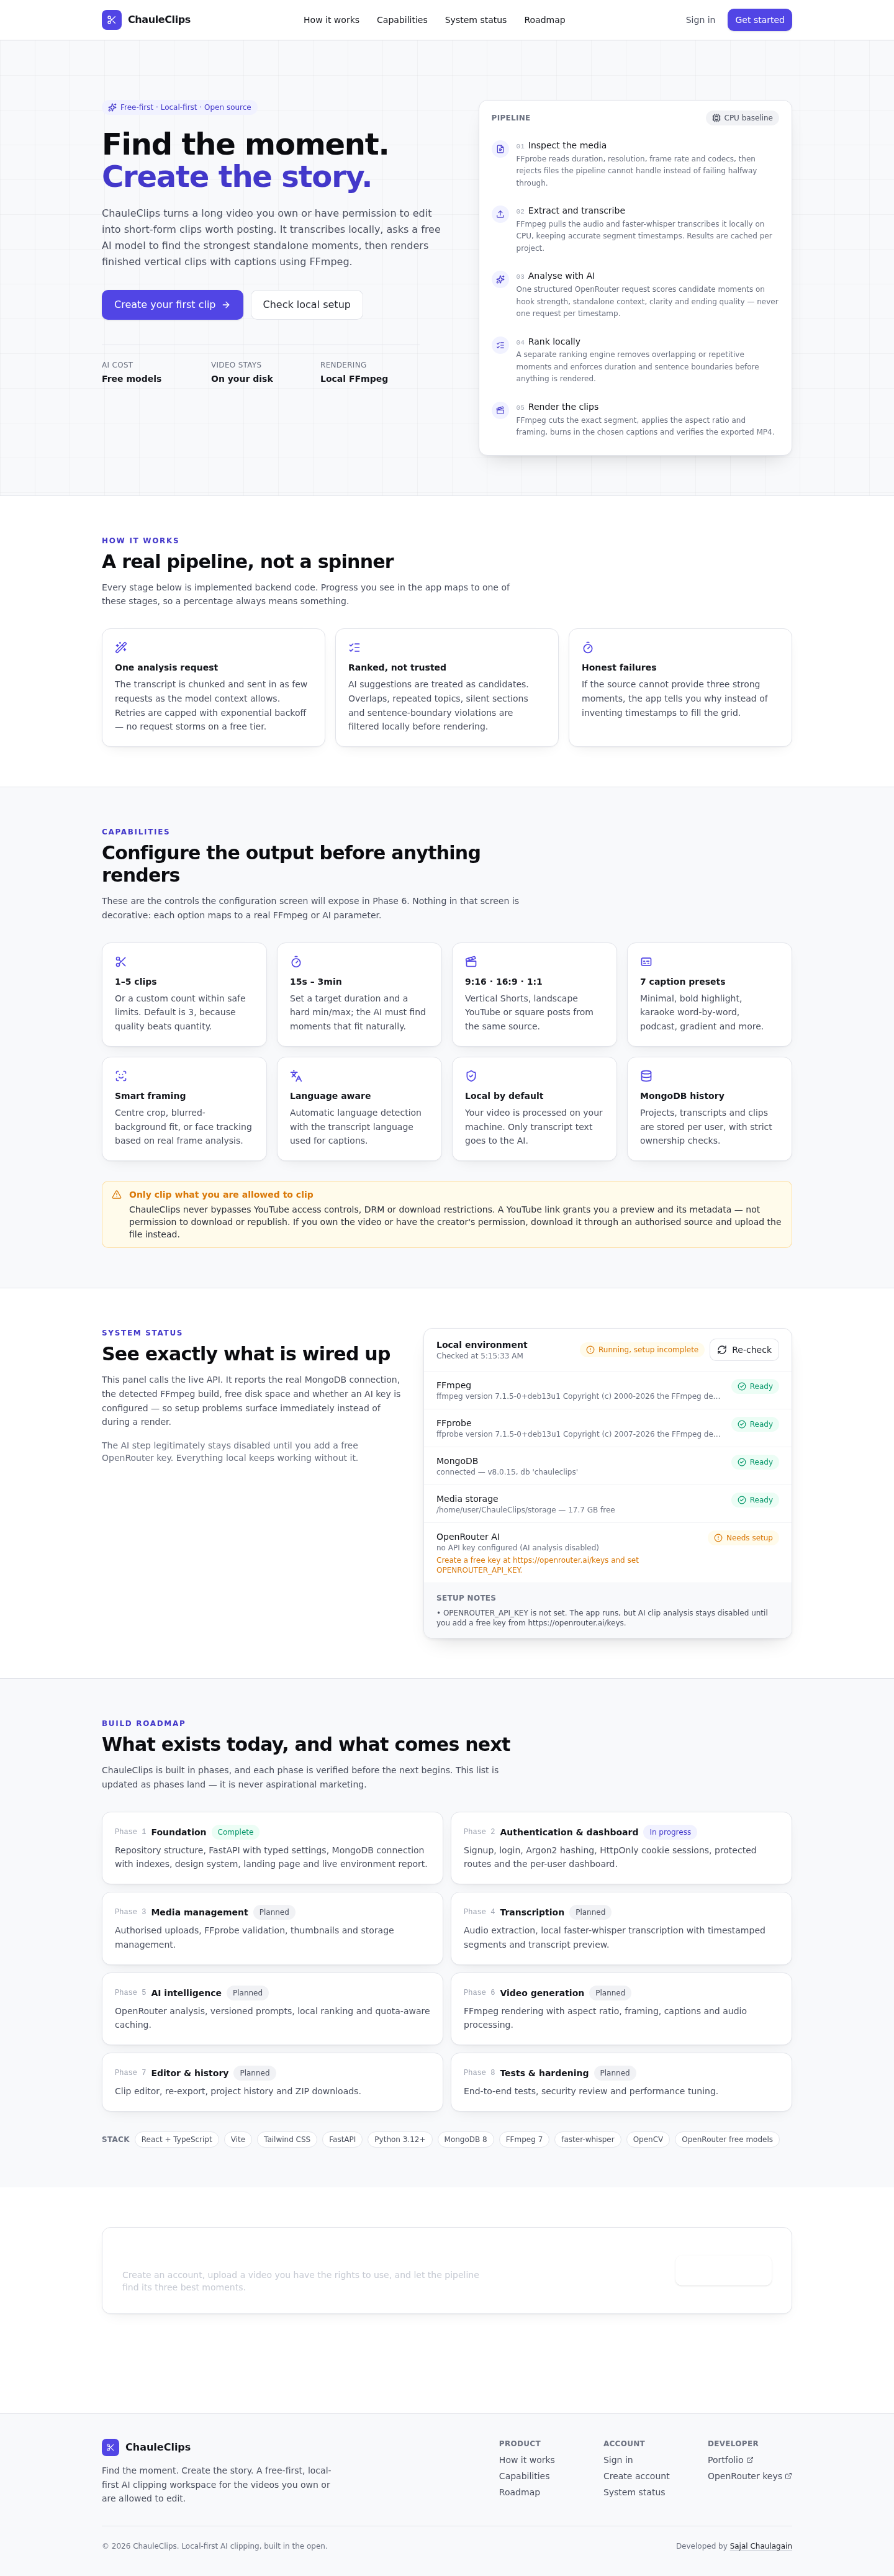 ChauleClips
How it works
Capabilities
System status
Roadmap
Sign in
Get started
Free-first · Local-first · Open source
Find the moment.
Create the story.
ChauleClips turns a long video you own or have permission to edit
into short-form clips worth posting. It transcribes locally, asks a free
AI model to find the strongest standalone moments, then renders
finished vertical clips with captions using FFmpeg.
Create your first clip →
Check local setup
AI COST
Free models
VIDEO STAYS
On your disk
RENDERING
Local FFmpeg
PIPELINE
CPU baseline
01 Inspect the media
FFprobe reads duration, resolution, frame rate and codecs, then
rejects files the pipeline cannot handle instead of failing halfway
through.
02 Extract and transcribe
FFmpeg pulls the audio and faster-whisper transcribes it locally on
CPU, keeping accurate segment timestamps. Results are cached per
project.
03 Analyse with AI
One structured OpenRouter request scores candidate moments on
hook strength, standalone context, clarity and ending quality — never
one request per timestamp.
04 Rank locally
A separate ranking engine removes overlapping or repetitive
moments and enforces duration and sentence boundaries before
anything is rendered.
05 Render the clips
FFmpeg cuts the exact segment, applies the aspect ratio and
framing, burns in the chosen captions and verifies the exported MP4.
HOW IT WORKS
A real pipeline, not a spinner
Every stage below is implemented backend code. Progress you see in the app maps to one of
these stages, so a percentage always means something.
One analysis request
The transcript is chunked and sent in as few
requests as the model context allows.
Retries are capped with exponential backoff
— no request storms on a free tier.
Ranked, not trusted
AI suggestions are treated as candidates.
Overlaps, repeated topics, silent sections
and sentence-boundary violations are
filtered locally before rendering.
Honest failures
If the source cannot provide three strong
moments, the app tells you why instead of
inventing timestamps to fill the grid.
CAPABILITIES
Configure the output before anything
renders
These are the controls the configuration screen will expose in Phase 6. Nothing in that screen is
decorative: each option maps to a real FFmpeg or AI parameter.
1–5 clips
Or a custom count within safe
limits. Default is 3, because
quality beats quantity.
15s – 3min
Set a target duration and a
hard min/max; the AI must find
moments that fit naturally.
9:16 · 16:9 · 1:1
Vertical Shorts, landscape
YouTube or square posts from
the same source.
7 caption presets
Minimal, bold highlight,
karaoke word-by-word,
podcast, gradient and more.
Smart framing
Centre crop, blurred-
background fit, or face tracking
based on real frame analysis.
Language aware
Automatic language detection
with the transcript language
used for captions.
Local by default
Your video is processed on your
machine. Only transcript text
goes to the AI.
MongoDB history
Projects, transcripts and clips
are stored per user, with strict
ownership checks.
Only clip what you are allowed to clip
ChauleClips never bypasses YouTube access controls, DRM or download restrictions. A YouTube link grants you a preview and its metadata — not
permission to download or republish. If you own the video or have the creator's permission, download it through an authorised source and upload the
file instead.
SYSTEM STATUS
See exactly what is wired up
This panel calls the live API. It reports the real MongoDB connection,
the detected FFmpeg build, free disk space and whether an AI key is
configured — so setup problems surface immediately instead of
during a render.
The AI step legitimately stays disabled until you add a free
OpenRouter key. Everything local keeps working without it.
Local environment
Checked at 5:15:33 AM
Running, setup incomplete
Re-check
FFmpeg
ffmpeg version 7.1.5-0+deb13u1 Copyright (c) 2000-2026 the FFmpeg de...
Ready
FFprobe
ffprobe version 7.1.5-0+deb13u1 Copyright (c) 2007-2026 the FFmpeg de...
Ready
MongoDB
connected — v8.0.15, db 'chauleclips'
Ready
Media storage
/home/user/ChauleClips/storage — 17.7 GB free
Ready
OpenRouter AI
no API key configured (AI analysis disabled)
Create a free key at https://openrouter.ai/keys and set
OPENROUTER_API_KEY.
Needs setup
SETUP NOTES
• OPENROUTER_API_KEY is not set. The app runs, but AI clip analysis stays disabled until
you add a free key from https://openrouter.ai/keys.
BUILD ROADMAP
What exists today, and what comes next
ChauleClips is built in phases, and each phase is verified before the next begins. This list is
updated as phases land — it is never aspirational marketing.
Phase 1 Foundation Complete
Repository structure, FastAPI with typed settings, MongoDB connection
with indexes, design system, landing page and live environment report.
Phase 2 Authentication & dashboard In progress
Signup, login, Argon2 hashing, HttpOnly cookie sessions, protected
routes and the per-user dashboard.
Phase 3 Media management Planned
Authorised uploads, FFprobe validation, thumbnails and storage
management.
Phase 4 Transcription Planned
Audio extraction, local faster-whisper transcription with timestamped
segments and transcript preview.
Phase 5 AI intelligence Planned
OpenRouter analysis, versioned prompts, local ranking and quota-aware
caching.
Phase 6 Video generation Planned
FFmpeg rendering with aspect ratio, framing, captions and audio
processing.
Phase 7 Editor & history Planned
Clip editor, re-export, project history and ZIP downloads.
Phase 8 Tests & hardening Planned
End-to-end tests, security review and performance tuning.
STACK
React + TypeScript
Vite
Tailwind CSS
FastAPI
Python 3.12+
MongoDB 8
FFmpeg 7
faster-whisper
OpenCV
OpenRouter free models
Create an account, upload a video you have the rights to use, and let the pipeline
find its three best moments.
ChauleClips
Find the moment. Create the story. A free-first, local-
first AI clipping workspace for the videos you own or
are allowed to edit.
PRODUCT
How it works
Capabilities
Roadmap
ACCOUNT
Sign in
Create account
System status
DEVELOPER
Portfolio
OpenRouter keys
© 2026 ChauleClips. Local-first AI clipping, built in the open.
Developed by Sajal Chaulagain